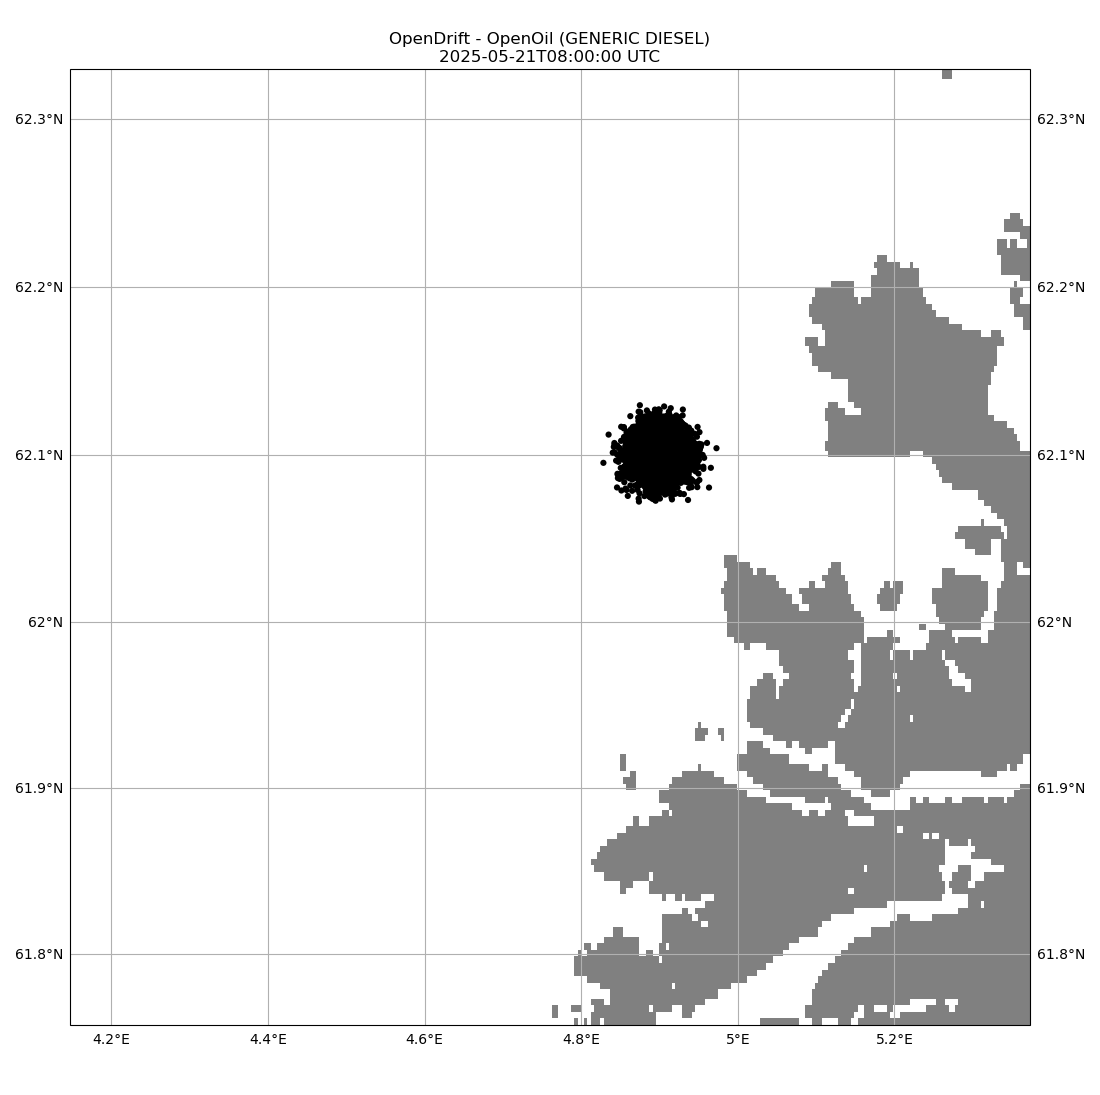 OpenDrift - OpenOil (GENERIC DIESEL)
2025-05-21T08:00:00 UTC
62.3°N 62.3°N
62.2°N 62.2°N
62.1°N 62.1°N
62°N 62°N
61.9°N 61.9°N
61.8°N 61.8°N
4.2°E 4.4°E 4.6°E 4.8°E 5°E 5.2°E